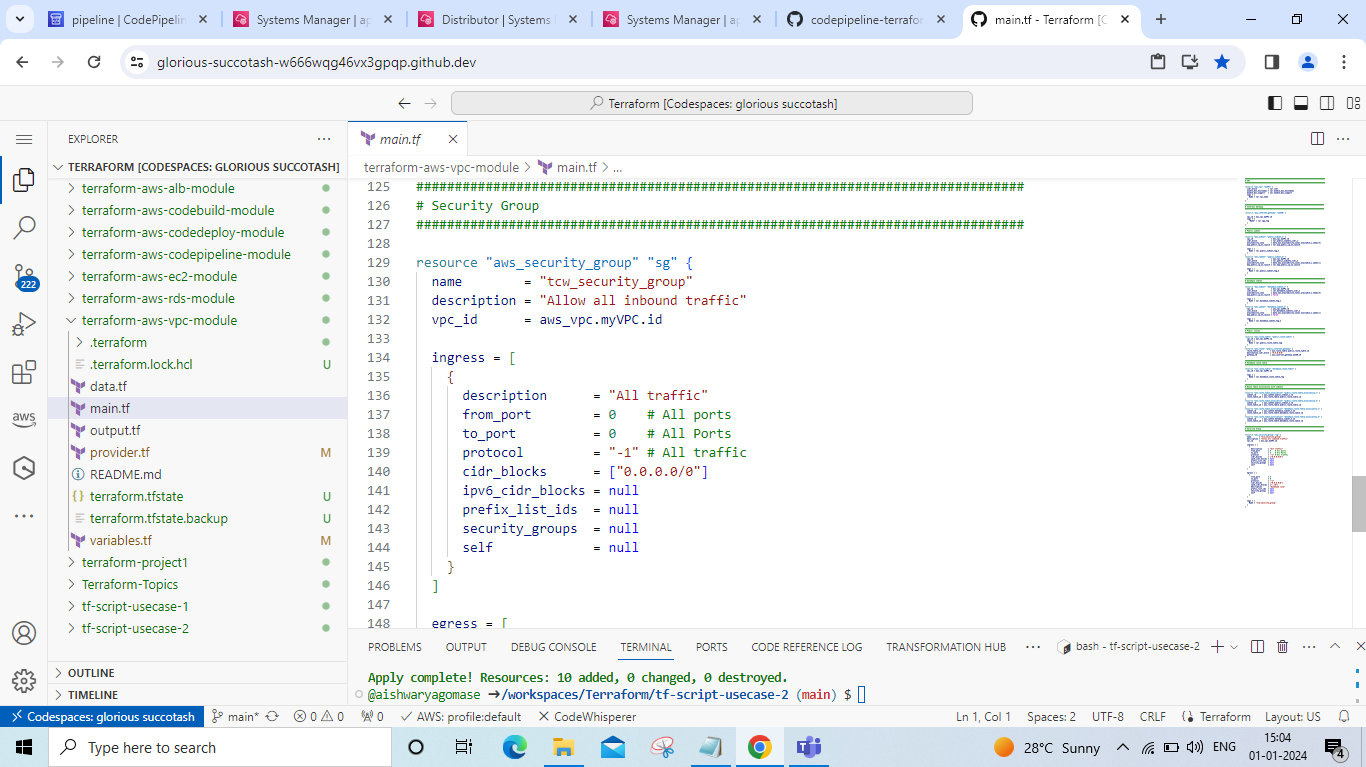 pipeline | CodePipelin
Systems Manager | ap
Distributor | Systems
Systems Manager | ap
codepipeline-terrafor
main.tf - Terraform [C
glorious-succotash-w666wqg46vx3gpqp.github.dev
Terraform [Codespaces: glorious succotash]
EXPLORER
TERRAFORM [CODESPACES: GLORIOUS SUCCOTASH]
terraform-aws-alb-module
terraform-aws-codebuild-module
terraform-aws-codedeploy-module
terraform-aws-codepipeline-module
terraform-aws-ec2-module
terraform-aws-rds-module
terraform-aws-vpc-module
.terraform
.terraform.lock.hcl U
data.tf
main.tf
output.tf
provider.tf M
README.md
terraform.tfstate U
terraform.tfstate.backup U
variables.tf M
terraform-project1
Terraform-Topics
tf-script-usecase-1
tf-script-usecase-2
OUTLINE
TIMELINE
222
aws
main.tf
terraform-aws-vpc-module > main.tf > ...
125 ###############################################################################
126 # Security Group
127 ###############################################################################
128
129 resource "aws_security_group" "sg" {
130 name = "tcw_security_group"
131 description = "Allow all inbound traffic"
132 vpc_id = aws_vpc.myVPC.id
133
134 ingress = [
135 {
136 description = "All traffic"
137 from_port = 0 # All ports
138 to_port = 0 # All Ports
139 protocol = "-1" # All traffic
140 cidr_blocks = ["0.0.0.0/0"]
141 ipv6_cidr_blocks = null
142 prefix_list_ids = null
143 security_groups = null
144 self = null
145 }
146 ]
147
148 egress = [
PROBLEMS OUTPUT DEBUG CONSOLE TERMINAL PORTS CODE REFERENCE LOG TRANSFORMATION HUB
bash - tf-script-usecase-2
Apply complete! Resources: 10 added, 0 changed, 0 destroyed.
@aishwaryagomase →/workspaces/Terraform/tf-script-usecase-2 (main) $
Codespaces: glorious succotash main* 0 0 0 AWS: profile:default CodeWhisperer Ln 1, Col 1 Spaces: 2 UTF-8 CRLF Terraform Layout: US
Type here to search
28°C Sunny
ENG
15:04
01-01-2024
4